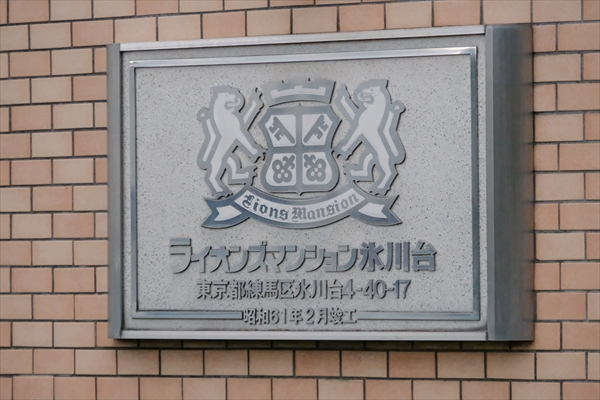 Lions Mansion
ライオンズマンション氷川台
東京都練馬区氷川台4-40-17
昭和61年2月竣工